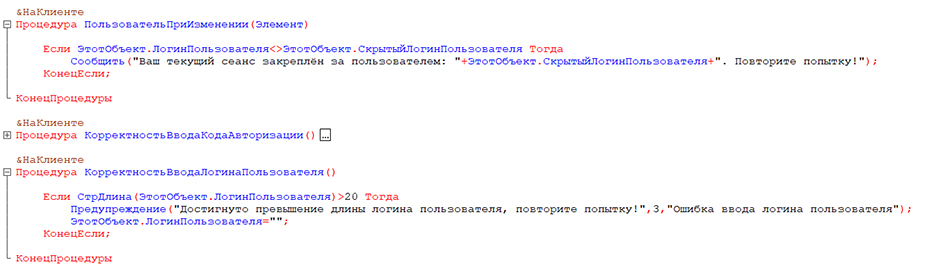 &НаКлиенте
Процедура ПользовательПриИзменении(Элемент)
Если ЭтотОбъект.ЛогинПользователя<>ЭтотОбъект.СкрытыйЛогинПользователя Тогда
Сообщить("Ваш текущий сеанс закреплён за пользователем: "+ЭтотОбъект.СкрытыйЛогинПользователя+". Повторите попытку!");
КонецЕсли;
КонецПроцедуры
&НаКлиенте
Процедура КорректностьВводаКодаАвторизации()...
&НаКлиенте
Процедура КорректностьВводаЛогинаПользователя()
Если СтрДлина(ЭтотОбъект.ЛогинПользователя)>20 Тогда
Предупреждение("Достигнуто превышение длины логина пользователя, повторите попытку!",3,"Ошибка ввода логина пользователя");
ЭтотОбъект.ЛогинПользователя="";
КонецЕсли;
КонецПроцедуры